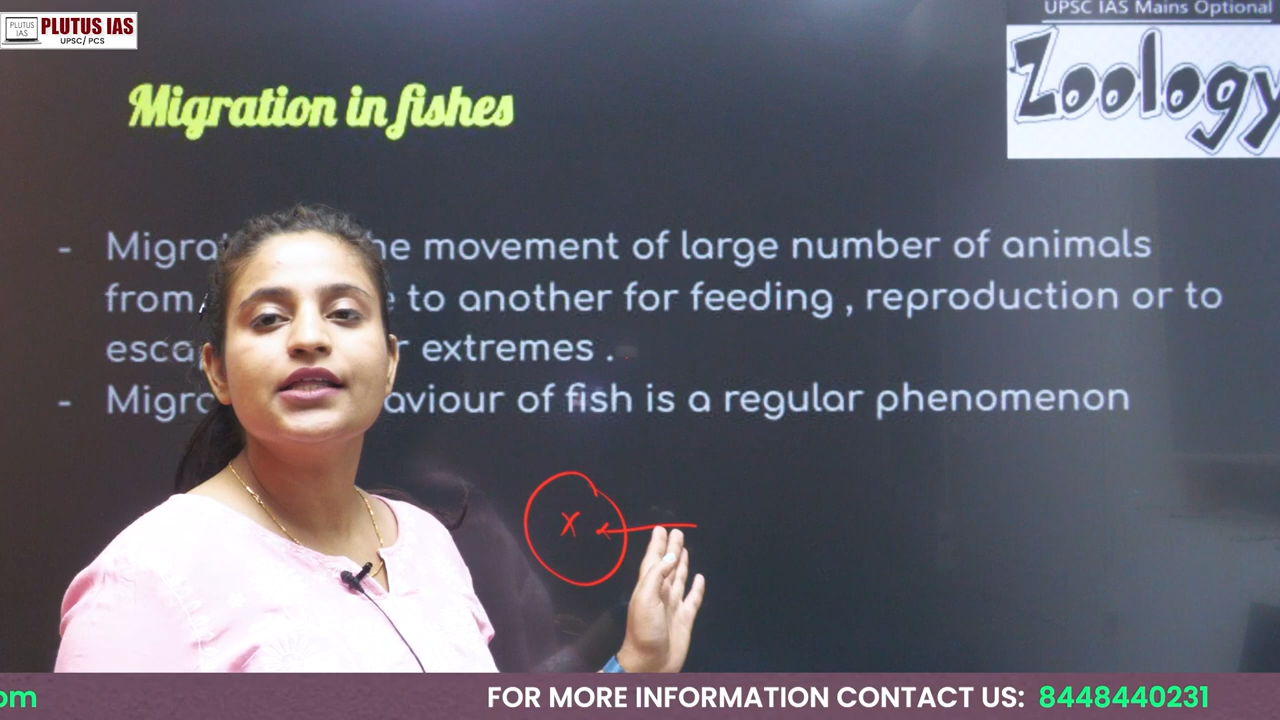 PLUTUS IAS
PLUTUS IAS
UPSC/ PCS
UPSC IAS Mains Optional
Zoology
Migration in fishes
- Migra he movement of large number of animals
from e to another for feeding , reproduction or to
esca r extremes .
- Migra aviour of fish is a regular phenomenon
X
om FOR MORE INFORMATION CONTACT US: 8448440231